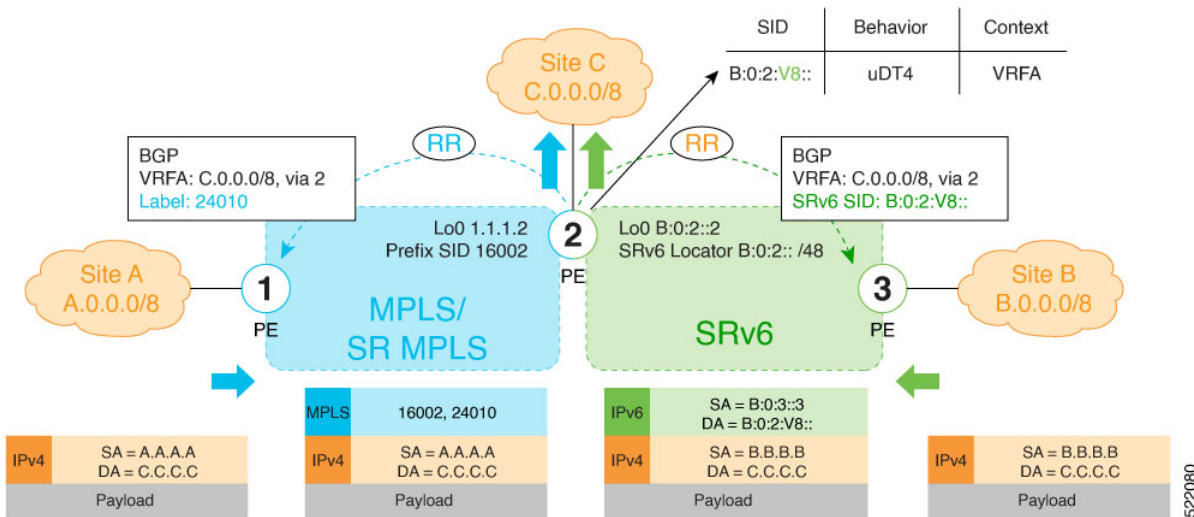 SID Behavior Context
B:0:2:V8:: uDT4 VRFA
Site C
C.0.0.0/8
RR
RR
BGP
VRFA: C.0.0.0/8, via 2
Label: 24010
BGP
VRFA: C.0.0.0/8, via 2
SRv6 SID: B:0:2:V8::
Lo0 1.1.1.2
Prefix SID 16002
2
PE
Lo0 B:0:2::2
SRv6 Locator B:0:2:: /48
Site A
A.0.0.0/8
1
PE
MPLS/
SR MPLS
SRv6
3
PE
Site B
B.0.0.0/8
MPLS 16002, 24010
IPv6 SA = B:0:3::3
DA = B:0:2:V8::
IPv4 SA = A.A.A.A
DA = C.C.C.C
Payload
IPv4 SA = A.A.A.A
DA = C.C.C.C
Payload
IPv4 SA = B.B.B.B
DA = C.C.C.C
Payload
IPv4 SA = B.B.B.B
DA = C.C.C.C
Payload
522080